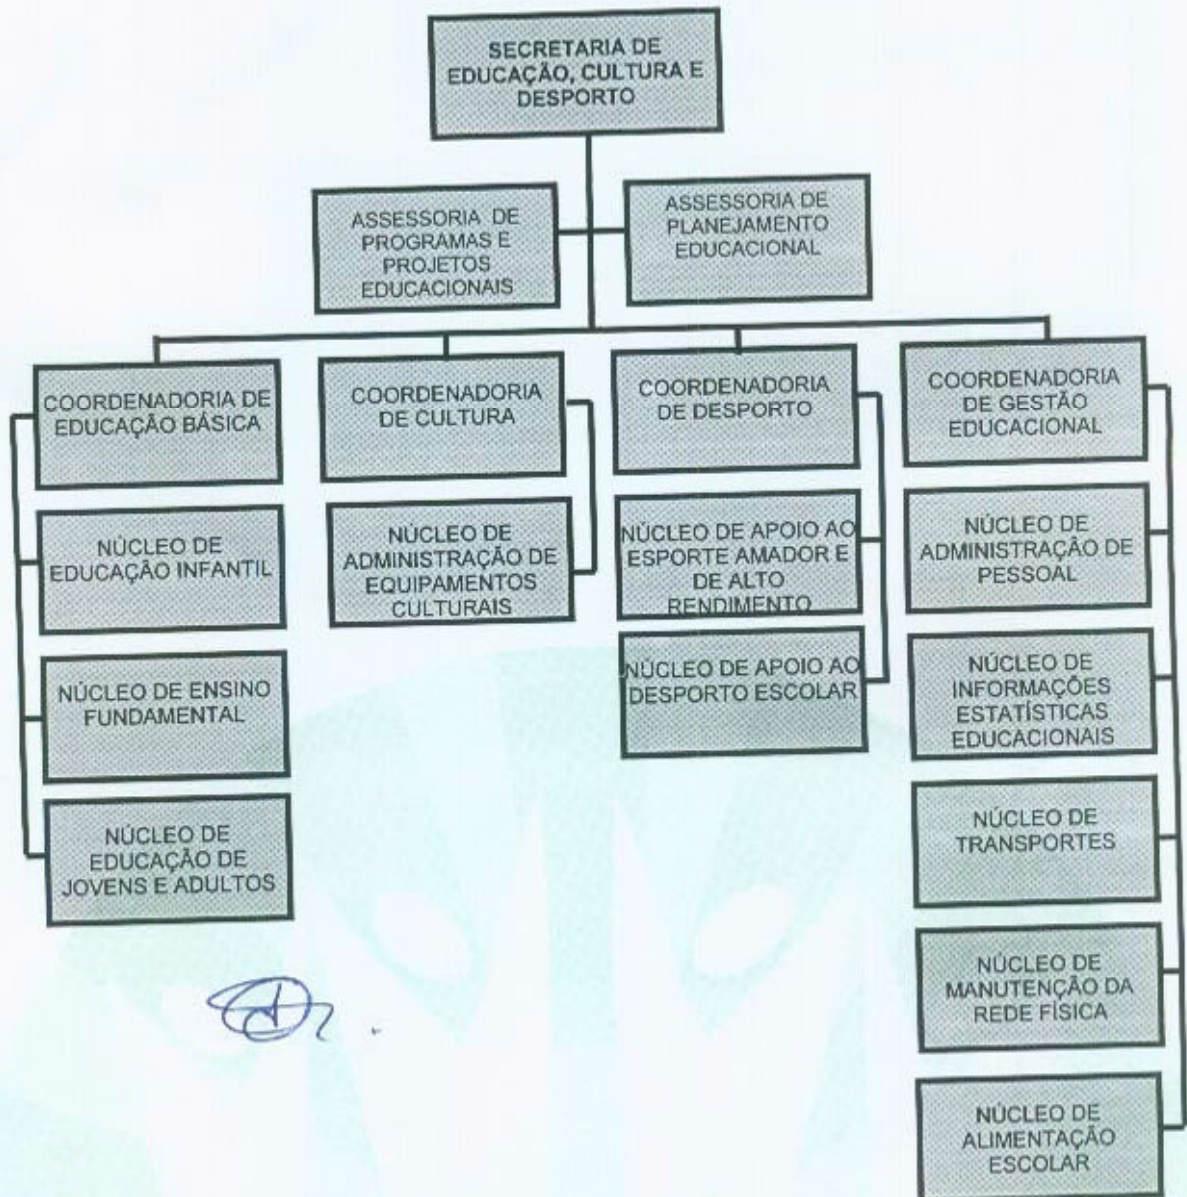 SECRETARIA DE
EDUCAÇÃO, CULTURA E
DESPORTO
ASSESSORIA DE
PROGRAMAS E
PROJETOS
EDUCACIONAIS
ASSESSORIA DE
PLANEJAMENTO
EDUCACIONAL
COORDENADORIA DE
EDUCAÇÃO BÁSICA
COORDENADORIA
DE CULTURA
COORDENADORIA
DE DESPORTO
COORDENADORIA
DE GESTÃO
EDUCACIONAL
NÚCLEO DE
EDUCAÇÃO INFANTIL
NÚCLEO DE
ADMINISTRAÇÃO DE
EQUIPAMENTOS
CULTURAIS
NÚCLEO DE APOIO AO
ESPORTE AMADOR E
DE ALTO
RENDIMENTO
NÚCLEO DE
ADMINISTRAÇÃO DE
PESSOAL
NÚCLEO DE ENSINO
FUNDAMENTAL
NÚCLEO DE APOIO AO
DESPORTO ESCOLAR
NÚCLEO DE
INFORMAÇÕES
ESTATÍSTICAS
EDUCACIONAIS
NÚCLEO DE
EDUCAÇÃO DE
JOVENS E ADULTOS
NÚCLEO DE
TRANSPORTES
NÚCLEO DE
MANUTENÇÃO DA
REDE FÍSICA
NÚCLEO DE
ALIMENTAÇÃO
ESCOLAR